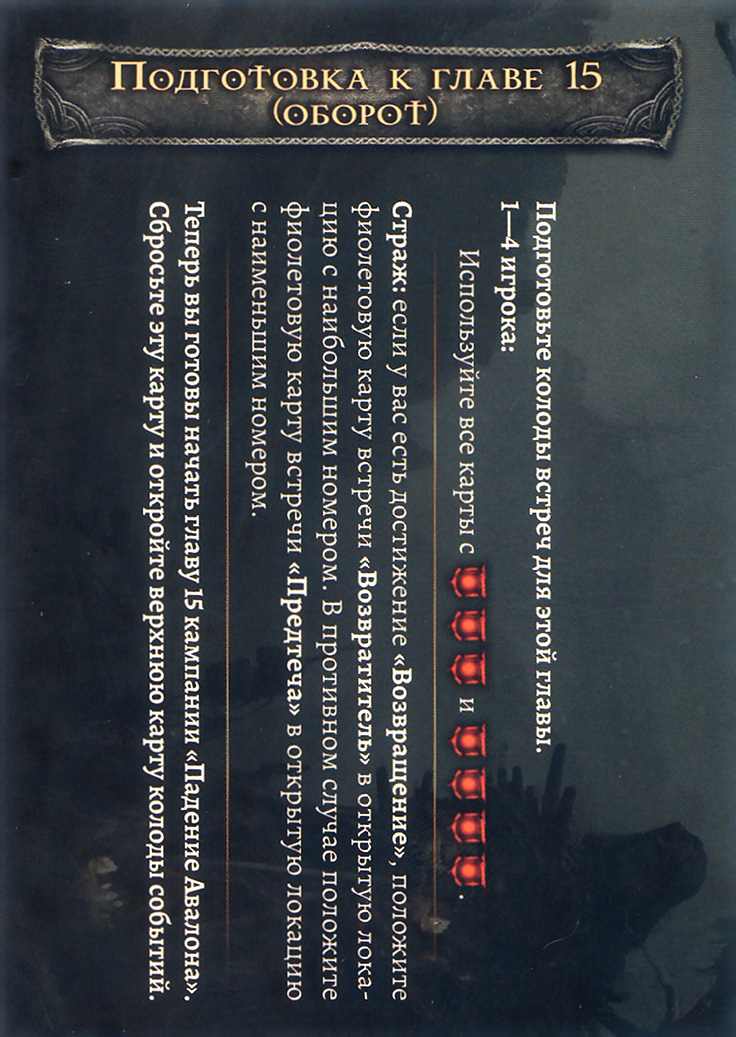 Подготовка к главе 15
(оборот)
Подготовьте колоды встреч для этой главы.
1—4 игрока:
Используйте все карты с и .
Страж: если у вас есть достижение «Возвращение», положите
фиолетовую карту встречи «Возвратитель» в открытую лока-
цию с наибольшим номером. В противном случае положите
фиолетовую карту встречи «Предтеча» в открытую локацию
с наименьшим номером.
Теперь вы готовы начать главу 15 кампании «Падение Авалона».
Сбросьте эту карту и откройте верхнюю карту колоды событий.